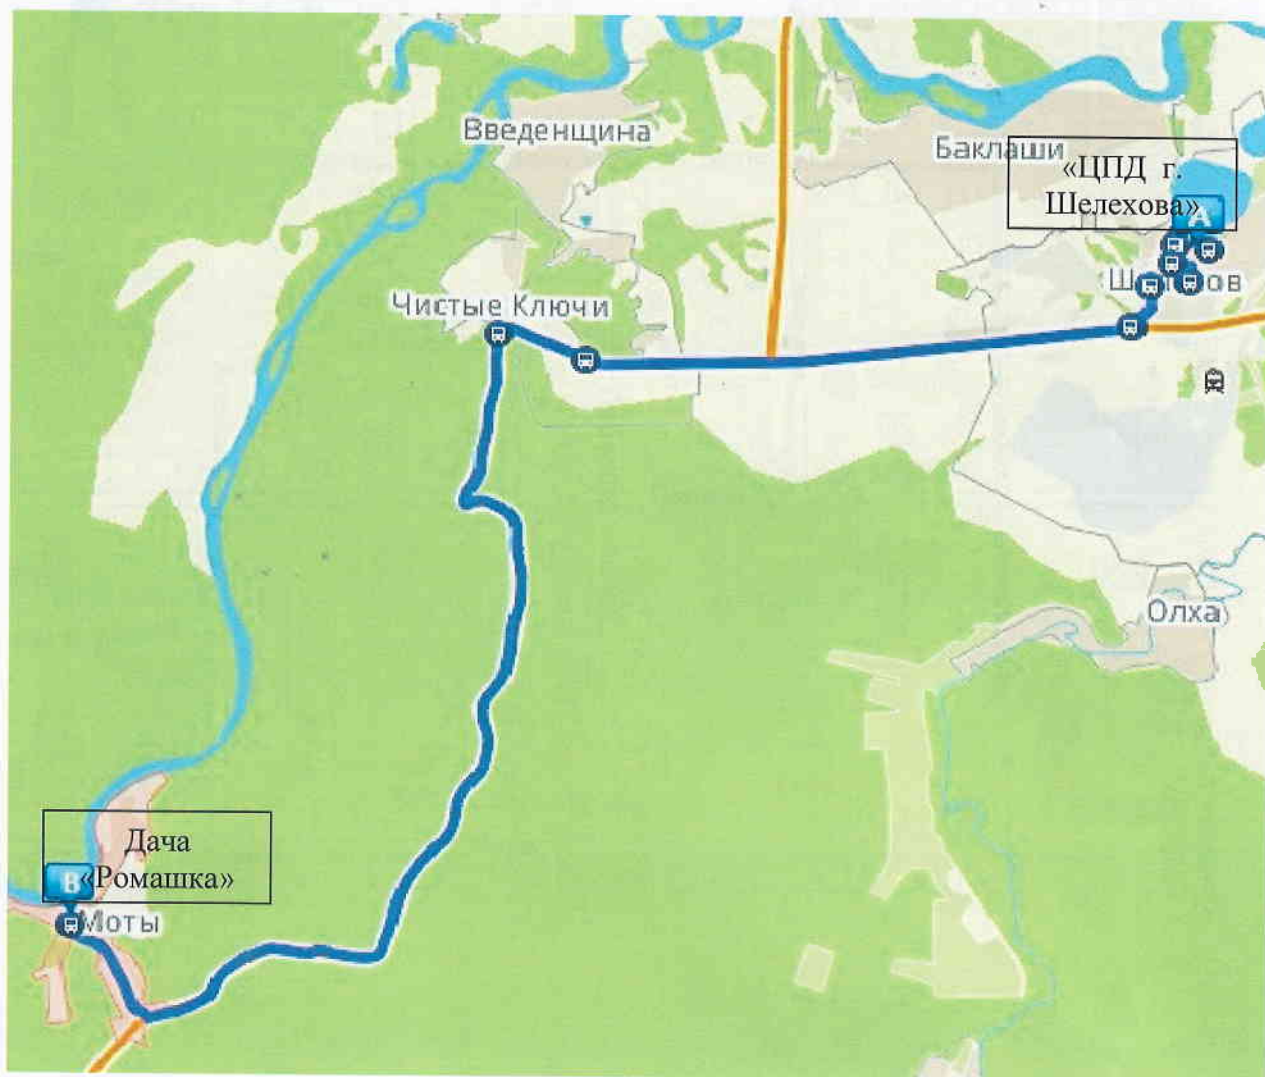 Введенщина
Баклаши
«ЦПД г.
Шелехова»
A
Чистые Ключи
Олха
Дача
«Ромашка»
B
Моты